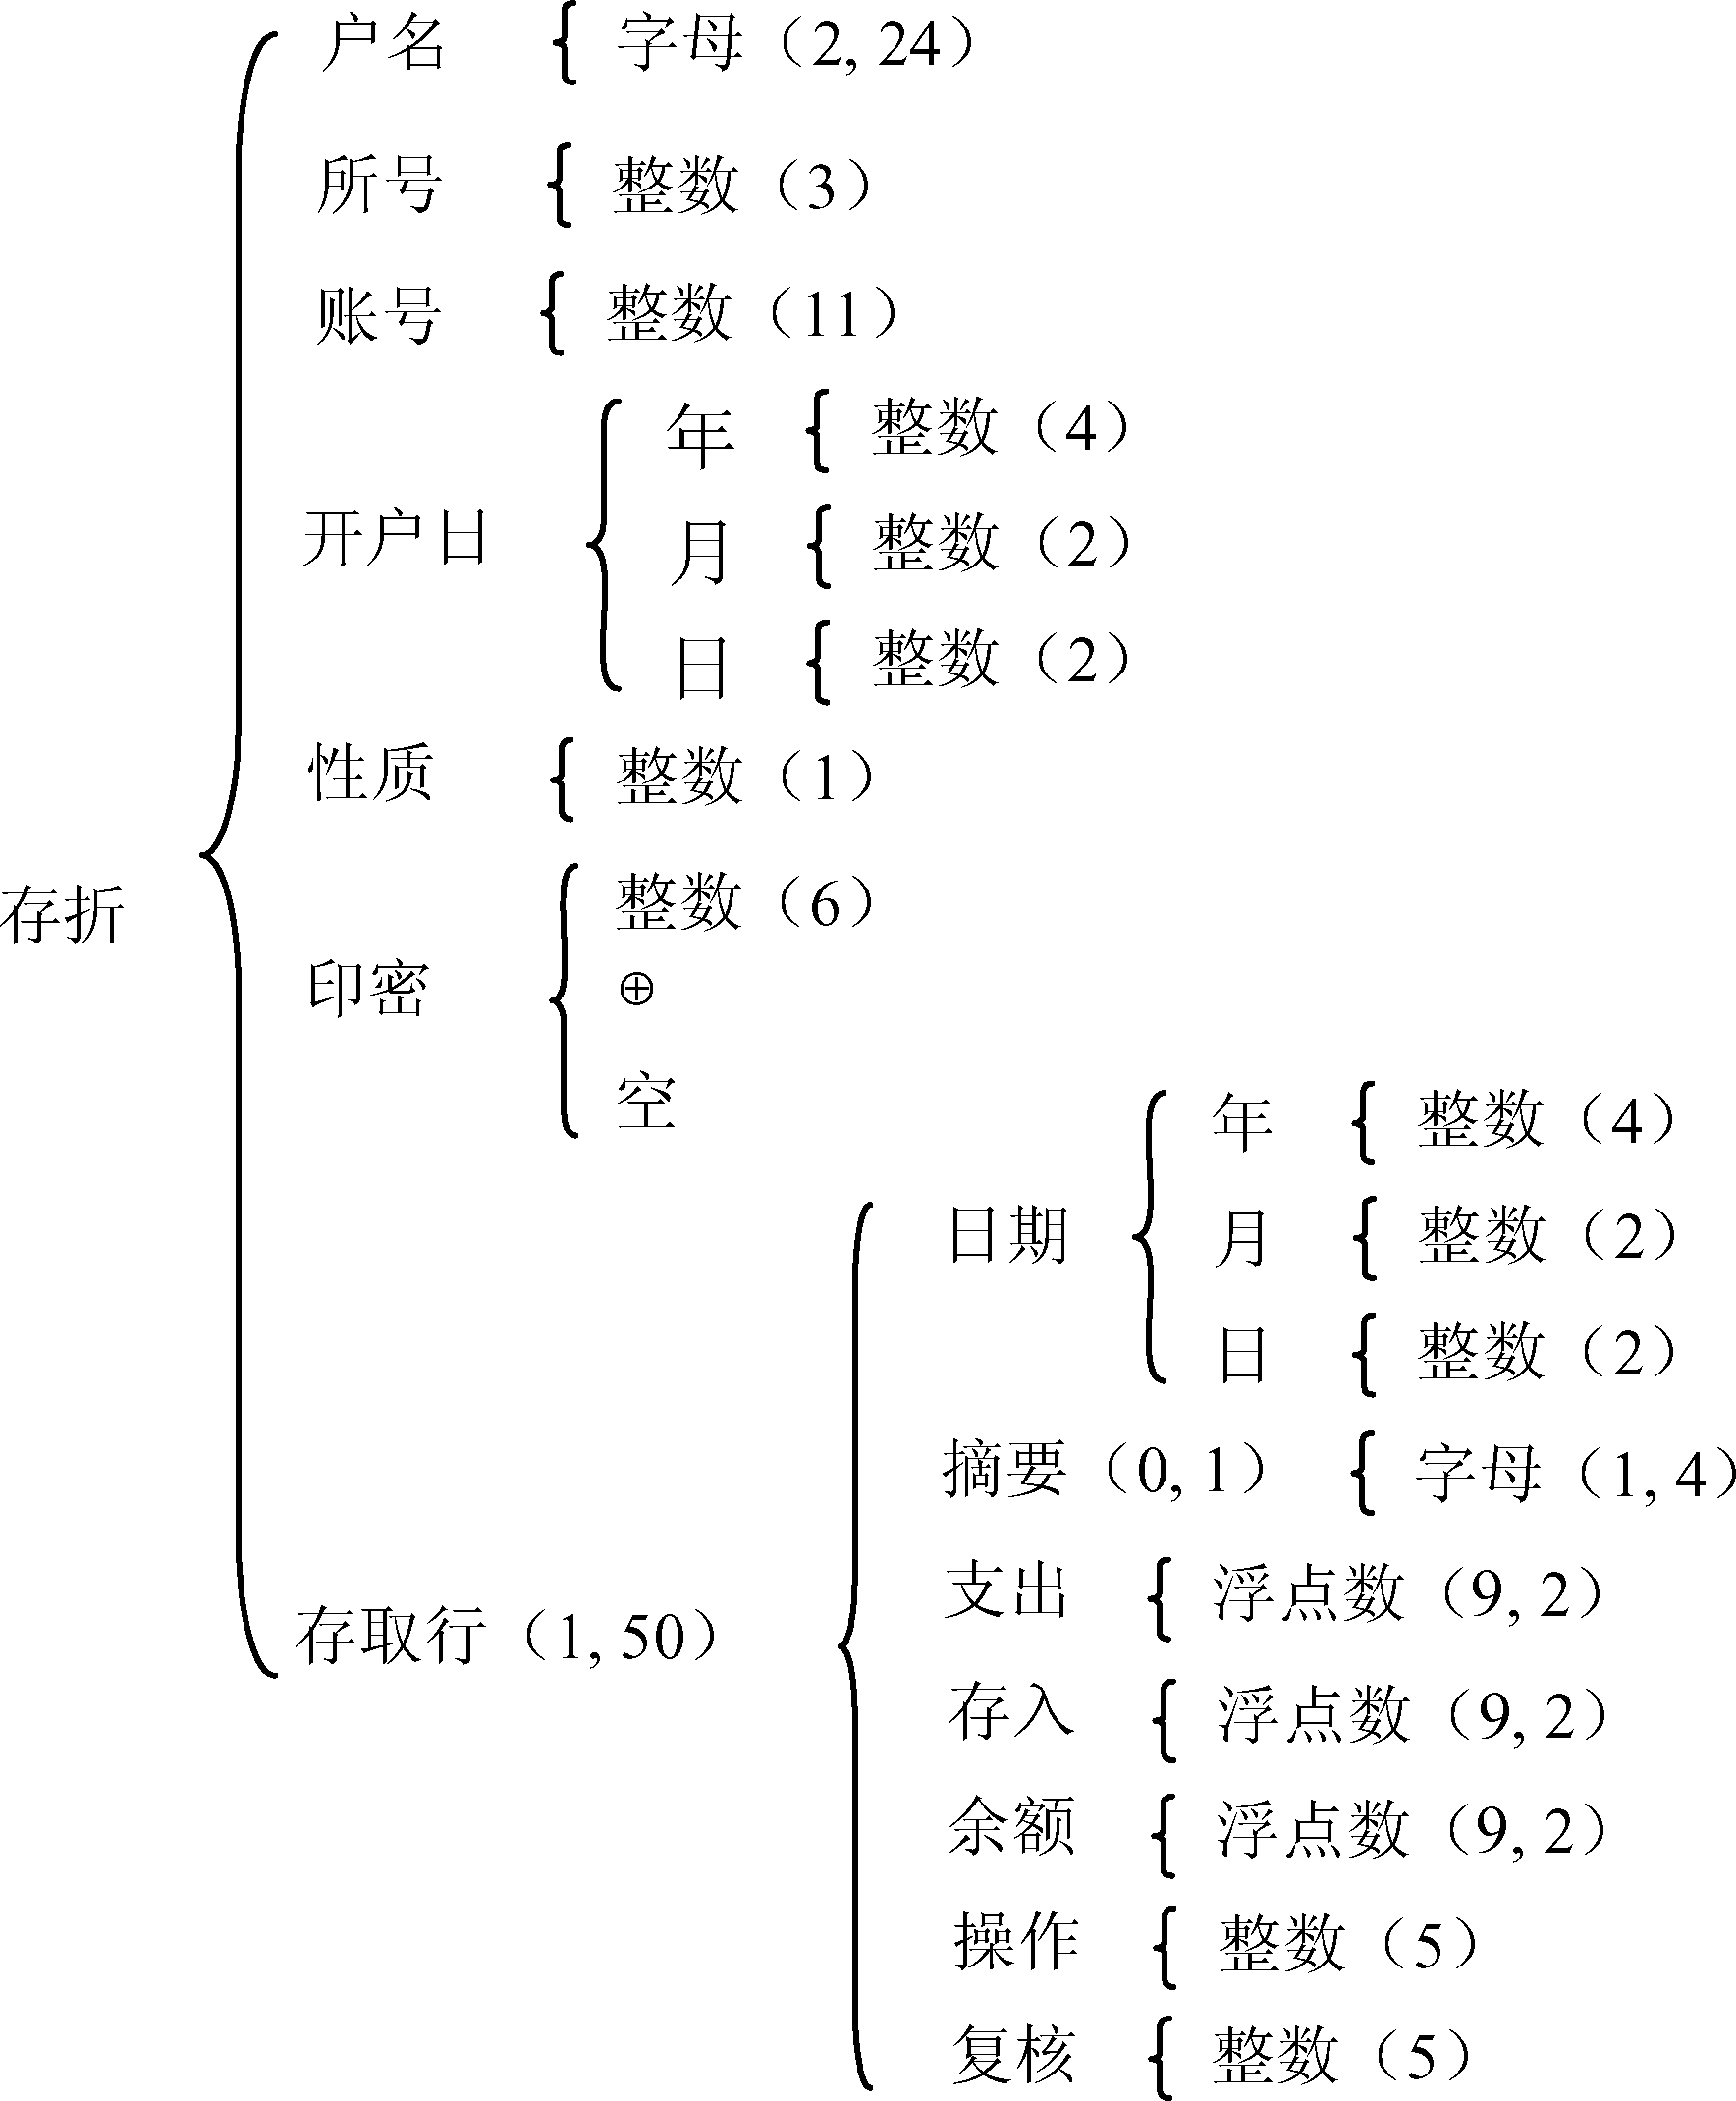 户名 { 字母（2, 24）
所号 { 整数（3）
账号 { 整数（11）
年 { 整数（4）
开户日 { 月 { 整数（2）
日 { 整数（2）
性质 { 整数（1）
存折 {
整数（6）
印密 { ⊕
空
年 { 整数（4）
日期 { 月 { 整数（2）
日 { 整数（2）
摘要（0, 1） { 字母（1, 4）
支出 { 浮点数（9, 2）
存取行（1, 50） {
存入 { 浮点数（9, 2）
余额 { 浮点数（9, 2）
操作 { 整数（5）
复核 { 整数（5）